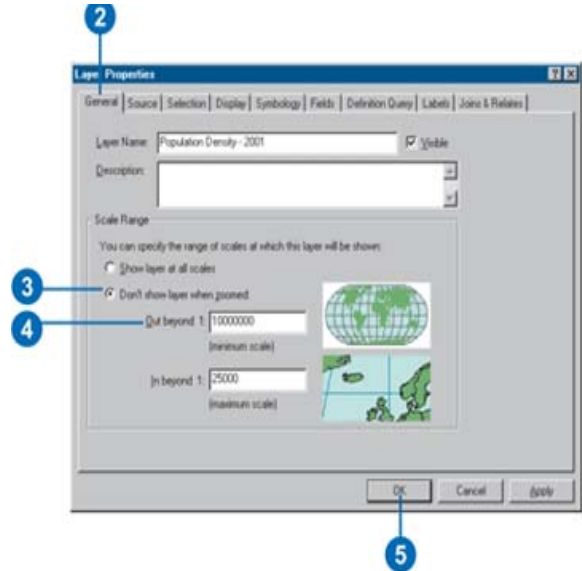 2
Layer Properties
General Source Selection Display Symbology Fields Definition Query Labels Joins & Relates
Layer Name: Population Density - 2001 Visible
Description:
Scale Range
You can specify the range of scales at which this layer will be shown:
Show layer at all scales
3 Don't show layer when zoomed:
4 Out beyond 1: 10000000
(minimum scale)
In beyond 1: 25000
(maximum scale)
OK Cancel Apply
5